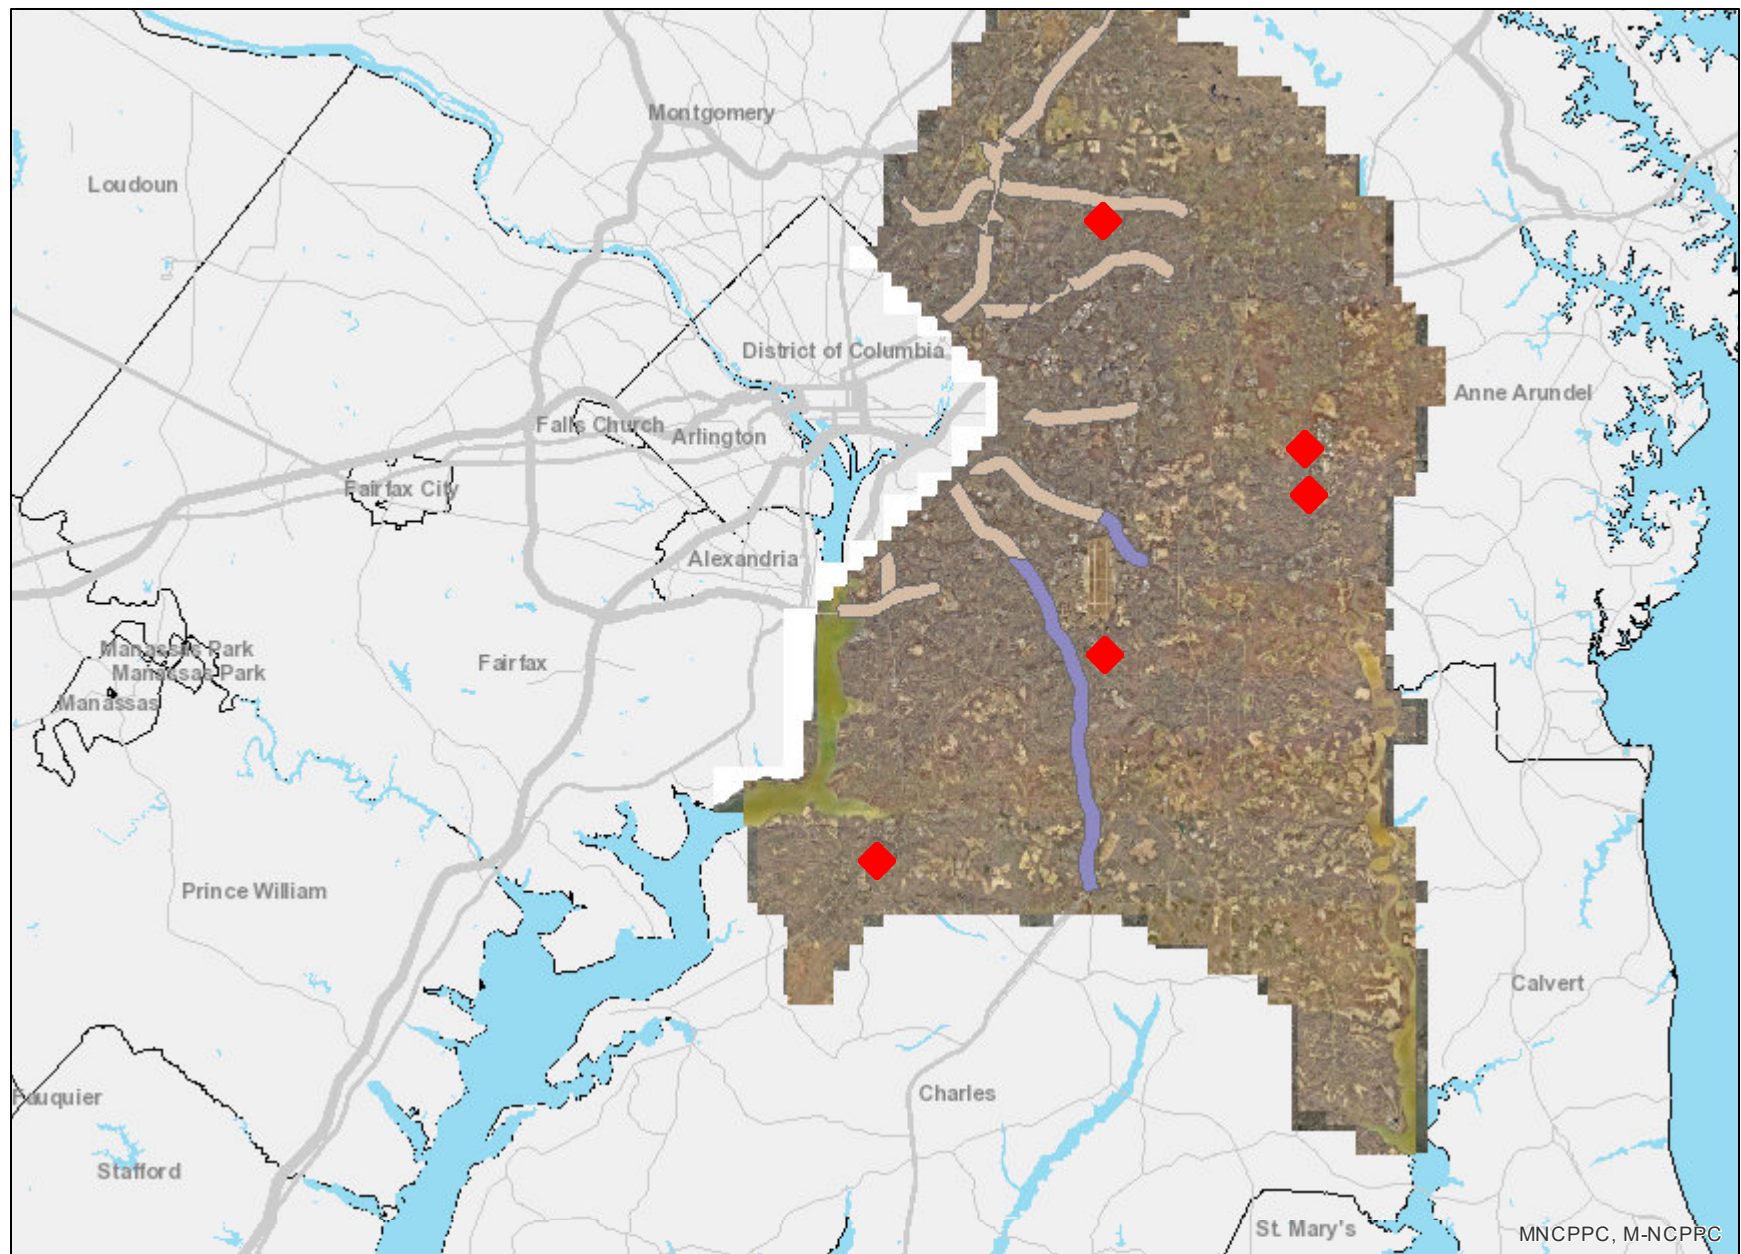 Montgomery
Loudoun
District of Columbia
Anne Arundel
Falls Church
Arlington
Fairfax City
Alexandria
Manassas Park
Fairfax
Manassas Park
Manassas
Prince William
Calvert
Charles
Fauquier
Stafford
St. Mary's
MNCPPC, M-NCPPC